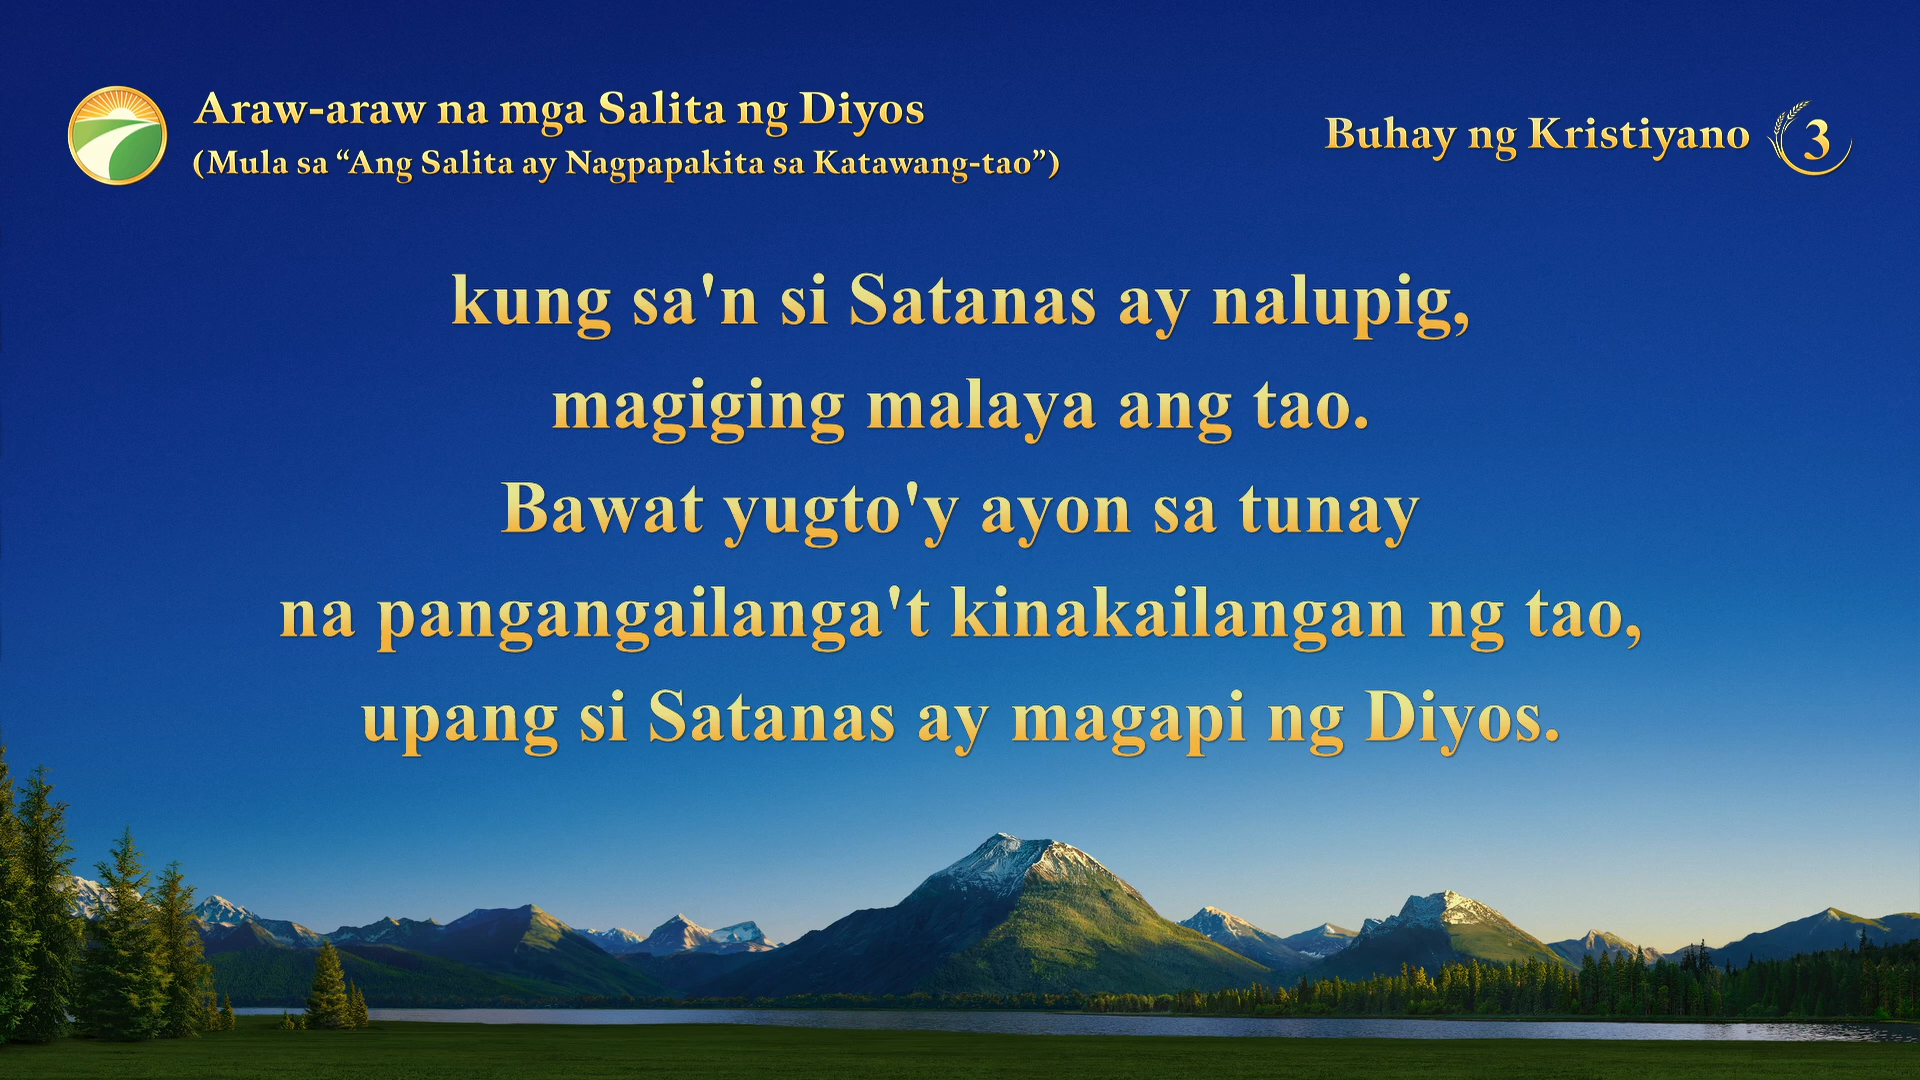 Araw-araw na mga Salita ng Diyos
(Mula sa “Ang Salita ay Nagpapakita sa Katawang-tao”)
Buhay ng Kristiyano 3
kung sa'n si Satanas ay nalupig,
magiging malaya ang tao.
Bawat yugto'y ayon sa tunay
na pangangailanga't kinakailangan ng tao,
upang si Satanas ay magapi ng Diyos.